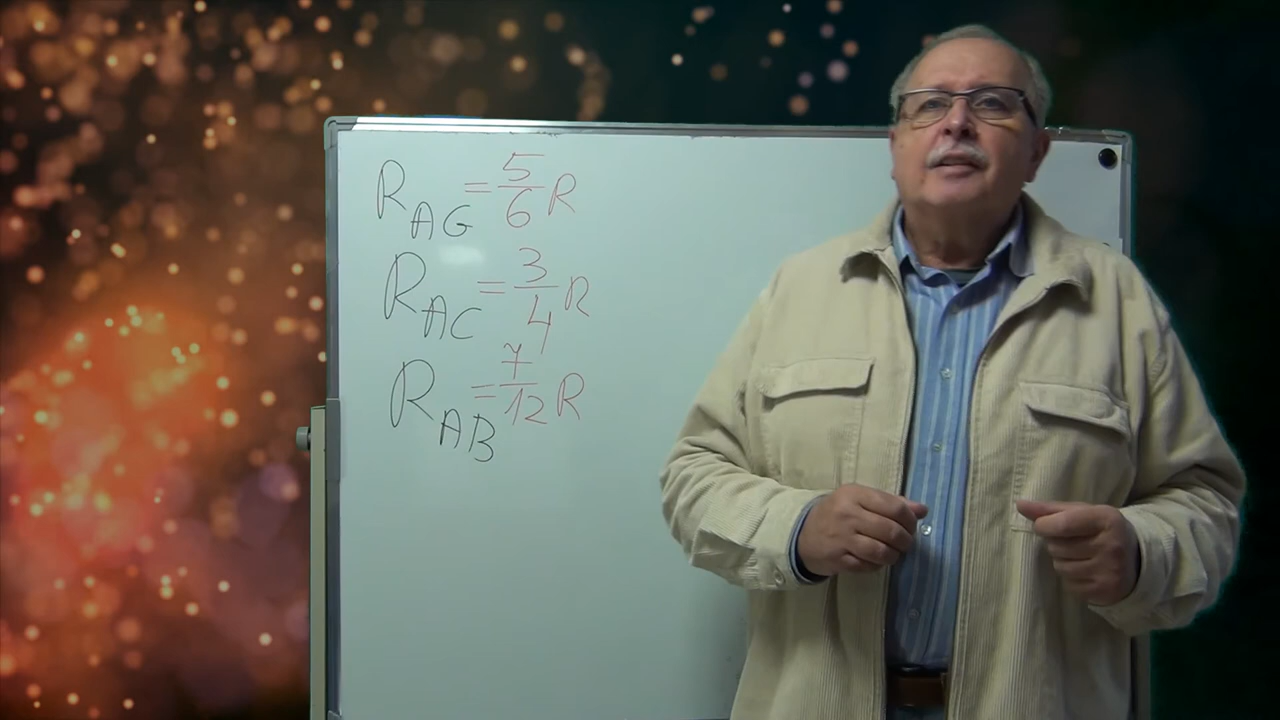 R_AG = 5/6 R
R_AC = 3/4 R
R_AB = 7/12 R